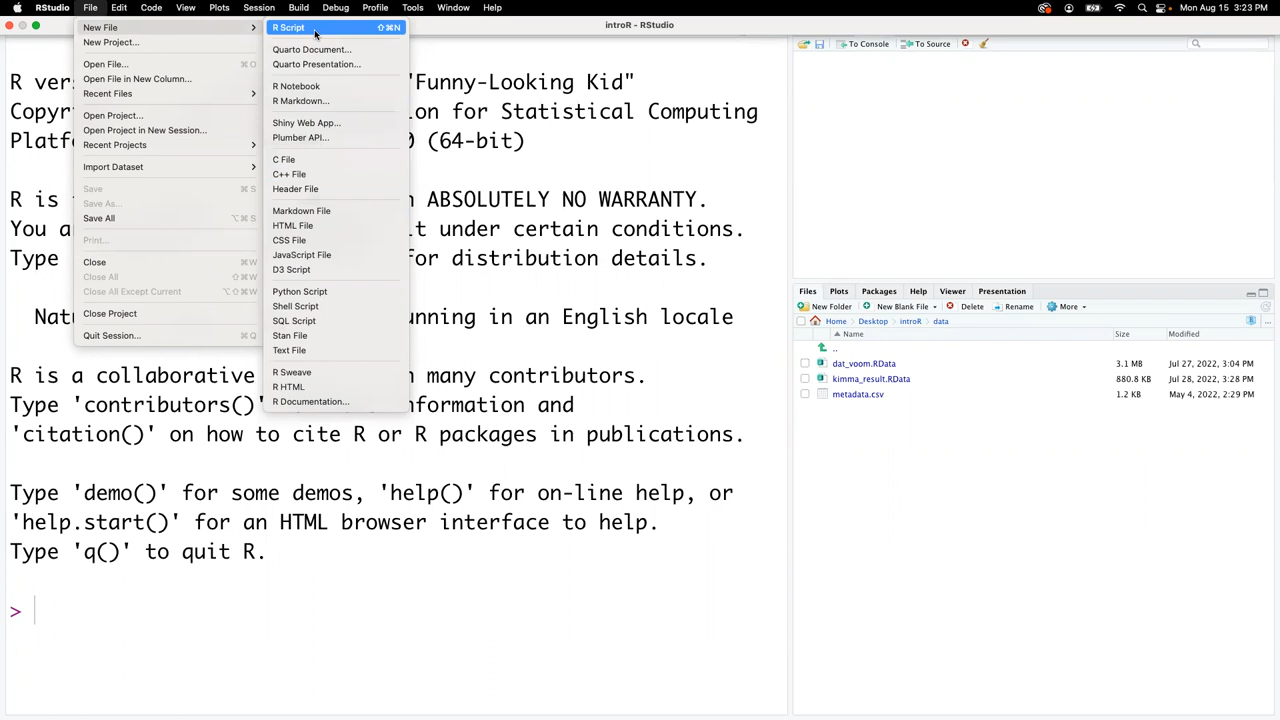 RStudio File Edit Code View Plots Session Build Debug Profile Tools Window Help Mon Aug 15 3:23 PM
introR - RStudio
New File
New Project...
Open File... ⌘O
Open File in New Column...
Recent Files
Open Project...
Open Project in New Session...
Recent Projects
Import Dataset
Save ⌘S
Save As...
Save All ⌥⌘S
Print...
Close ⌘W
Close All ⇧⌘W
Close All Except Current ⌥⇧⌘W
Close Project
Quit Session... ⌘Q
R Script ⇧⌘N
Quarto Document...
Quarto Presentation...
R Notebook
R Markdown...
Shiny Web App...
Plumber API...
C File
C++ File
Header File
Markdown File
HTML File
CSS File
JavaScript File
D3 Script
Python Script
Shell Script
SQL Script
Stan File
Text File
R Sweave
R HTML
R Documentation...
R vers "Funny-Looking Kid"
Copyr on for Statistical Computing
Platf 0 (64-bit)
R is ABSOLUTELY NO WARRANTY.
You a t under certain conditions.
Type for distribution details.
Nat unning in an English locale
R is a collaborative many contributors.
Type 'contributors() formation and
'citation()' on how to cite R or R packages in publications.
Type 'demo()' for some demos, 'help()' for on-line help, or
'help.start()' for an HTML browser interface to help.
Type 'q()' to quit R.
>
To Console To Source
Files Plots Packages Help Viewer Presentation
New Folder New Blank File Delete Rename More
Home Desktop introR data
Name Size Modified
..
dat_voom.RData 3.1 MB Jul 27, 2022, 3:04 PM
kimma_result.RData 880.8 KB Jul 28, 2022, 3:28 PM
metadata.csv 1.2 KB May 4, 2022, 2:29 PM